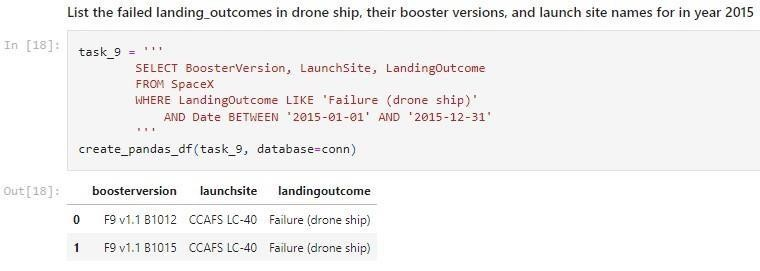 List the failed landing_outcomes in drone ship, their booster versions, and launch site names for in year 2015
In [18]:
task_9 = '''
SELECT BoosterVersion, LaunchSite, LandingOutcome
FROM SpaceX
WHERE LandingOutcome LIKE 'Failure (drone ship)'
AND Date BETWEEN '2015-01-01' AND '2015-12-31'
'''
create_pandas_df(task_9, database=conn)
Out[18]:
boosterversion launchsite landingoutcome
0 F9 v1.1 B1012 CCAFS LC-40 Failure (drone ship)
1 F9 v1.1 B1015 CCAFS LC-40 Failure (drone ship)